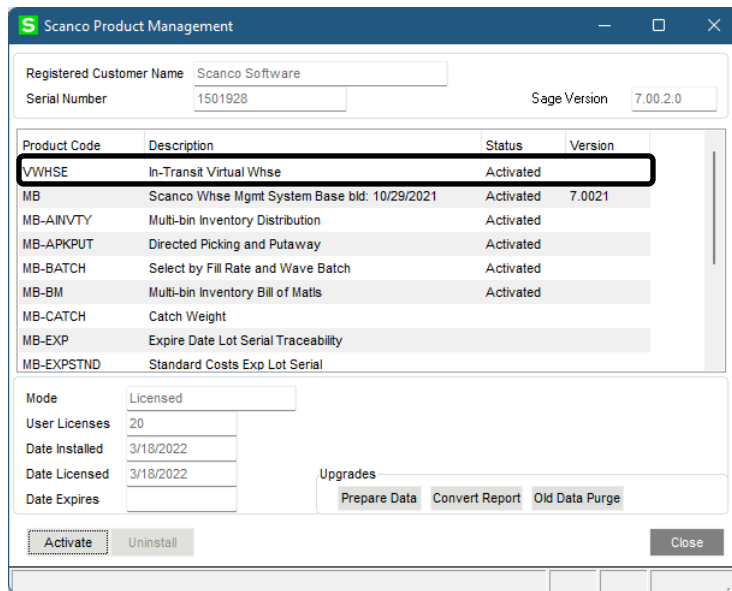 S Scanco Product Management
Registered Customer Name Scanco Software
Serial Number 1501928 Sage Version 7.00.2.0
Product Code Description Status Version
VWHSE In-Transit Virtual Whse Activated
MB Scanco Whse Mgmt System Base bld: 10/29/2021 Activated 7.0021
MB-AINVTY Multi-bin Inventory Distribution Activated
MB-APKPUT Directed Picking and Putaway Activated
MB-BATCH Select by Fill Rate and Wave Batch Activated
MB-BM Multi-bin Inventory Bill of Matls Activated
MB-CATCH Catch Weight
MB-EXP Expire Date Lot Serial Traceability
MB-EXPSTND Standard Costs Exp Lot Serial
Mode Licensed
User Licenses 20
Date Installed 3/18/2022
Date Licensed 3/18/2022 Upgrades
Date Expires Prepare Data Convert Report Old Data Purge
Activate Uninstall Close